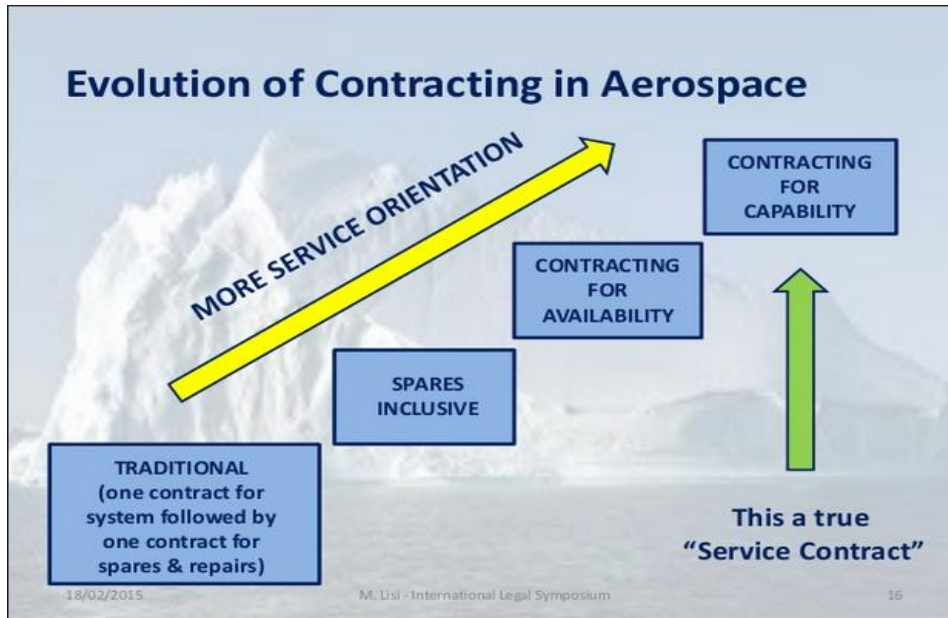 Evolution of Contracting in Aerospace
MORE SERVICE ORIENTATION
CONTRACTING
FOR
CAPABILITY
CONTRACTING
FOR
AVAILABILITY
SPARES
INCLUSIVE
TRADITIONAL
(one contract for
system followed by
one contract for
spares & repairs)
This a true
“Service Contract”
18/02/2015
M. Lisi - International Legal Symposium
16